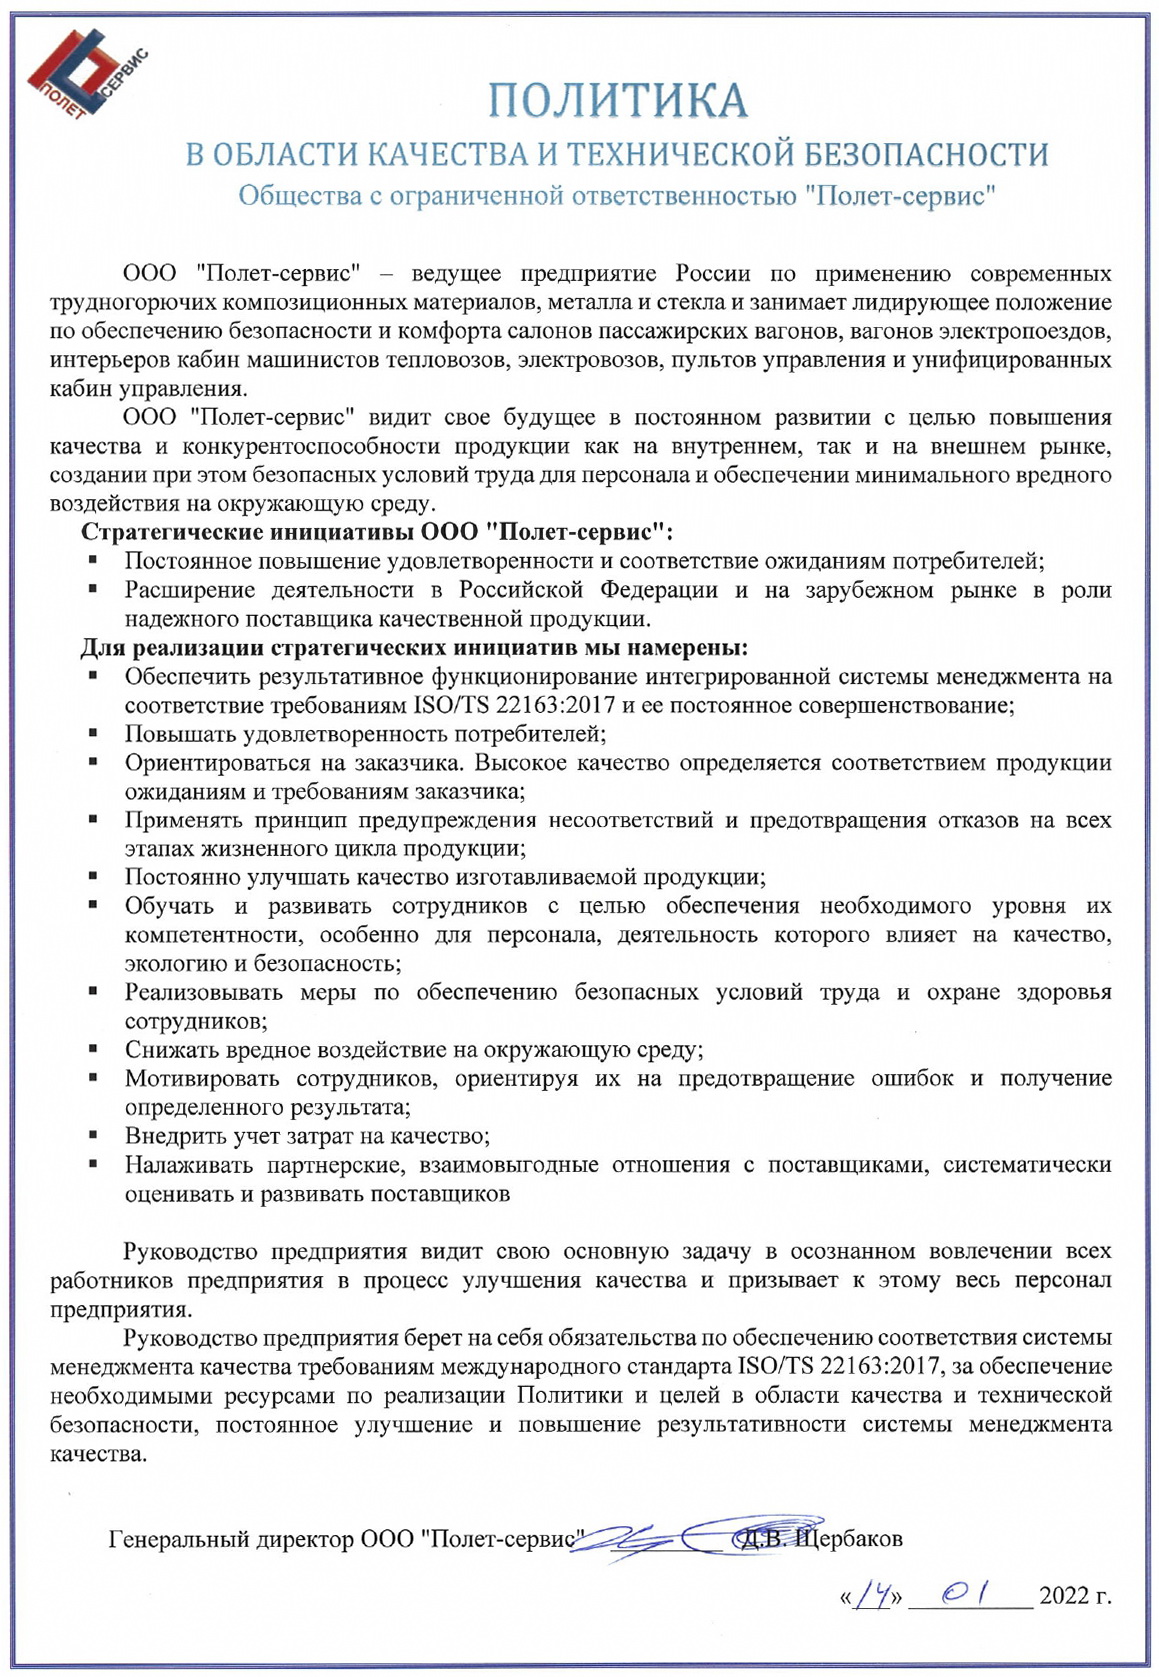 ПОЛЕТ
СЕРВИС
ПОЛИТИКА
В ОБЛАСТИ КАЧЕСТВА И ТЕХНИЧЕСКОЙ БЕЗОПАСНОСТИ
Общества с ограниченной ответственностью "Полет-сервис"
ООО "Полет-сервис" – ведущее предприятие России по применению современных
трудногорючих композиционных материалов, металла и стекла и занимает лидирующее положение
по обеспечению безопасности и комфорта салонов пассажирских вагонов, вагонов электропоездов,
интерьеров кабин машинистов тепловозов, электровозов, пультов управления и унифицированных
кабин управления.
ООО "Полет-сервис" видит свое будущее в постоянном развитии с целью повышения
качества и конкурентоспособности продукции как на внутреннем, так и на внешнем рынке,
создании при этом безопасных условий труда для персонала и обеспечении минимального вредного
воздействия на окружающую среду.
Стратегические инициативы ООО "Полет-сервис":
▪ Постоянное повышение удовлетворенности и соответствие ожиданиям потребителей;
▪ Расширение деятельности в Российской Федерации и на зарубежном рынке в роли
надежного поставщика качественной продукции.
Для реализации стратегических инициатив мы намерены:
▪ Обеспечить результативное функционирование интегрированной системы менеджмента на
соответствие требованиям ISO/TS 22163:2017 и ее постоянное совершенствование;
▪ Повышать удовлетворенность потребителей;
▪ Ориентироваться на заказчика. Высокое качество определяется соответствием продукции
ожиданиям и требованиям заказчика;
▪ Применять принцип предупреждения несоответствий и предотвращения отказов на всех
этапах жизненного цикла продукции;
▪ Постоянно улучшать качество изготавливаемой продукции;
▪ Обучать и развивать сотрудников с целью обеспечения необходимого уровня их
компетентности, особенно для персонала, деятельность которого влияет на качество,
экологию и безопасность;
▪ Реализовывать меры по обеспечению безопасных условий труда и охране здоровья
сотрудников;
▪ Снижать вредное воздействие на окружающую среду;
▪ Мотивировать сотрудников, ориентируя их на предотвращение ошибок и получение
определенного результата;
▪ Внедрить учет затрат на качество;
▪ Налаживать партнерские, взаимовыгодные отношения с поставщиками, систематически
оценивать и развивать поставщиков
Руководство предприятия видит свою основную задачу в осознанном вовлечении всех
работников предприятия в процесс улучшения качества и призывает к этому весь персонал
предприятия.
Руководство предприятия берет на себя обязательства по обеспечению соответствия системы
менеджмента качества требованиям международного стандарта ISO/TS 22163:2017, за обеспечение
необходимыми ресурсами по реализации Политики и целей в области качества и технической
безопасности, постоянное улучшение и повышение результативности системы менеджмента
качества.
Генеральный директор ООО "Полет-сервис" __________ Д.В. Щербаков
«14» 01 2022 г.